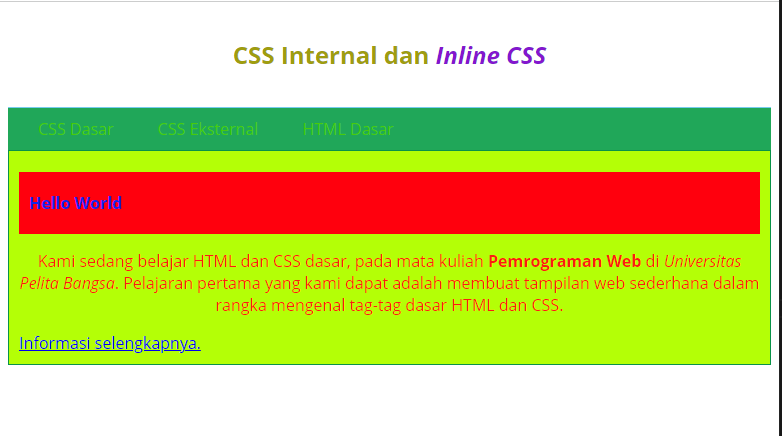 CSS Internal dan Inline CSS
CSS Dasar CSS Eksternal HTML Dasar
Hello World
Kami sedang belajar HTML dan CSS dasar, pada mata kuliah Pemrograman Web di Universitas
Pelita Bangsa. Pelajaran pertama yang kami dapat adalah membuat tampilan web sederhana dalam
rangka mengenal tag-tag dasar HTML dan CSS.
Informasi selengkapnya.